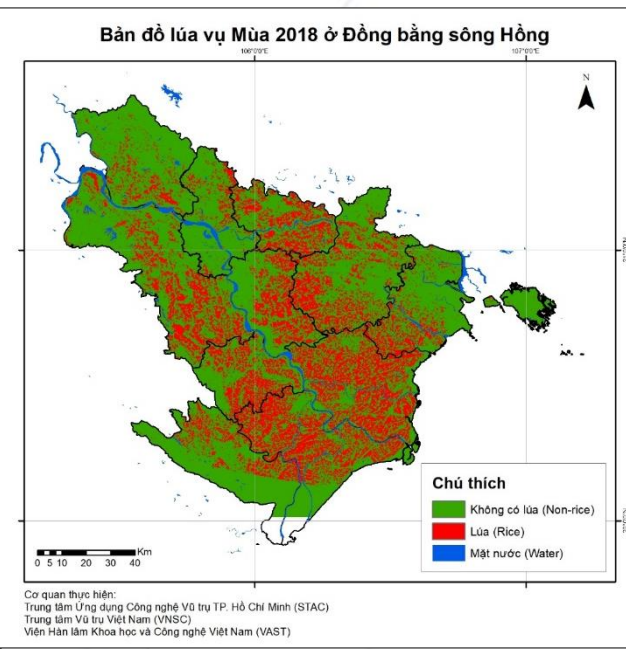 Bản đồ lúa vụ Mùa 2018 ở Đồng bằng sông Hồng
106°0'0"E 107°0'0"E
N
Chú thích
Không có lúa (Non-rice)
Lúa (Rice)
Mặt nước (Water)
Km
0 5 10 20 30 40
Cơ quan thực hiện:
Trung tâm Ứng dụng Công nghệ Vũ trụ TP. Hồ Chí Minh (STAC)
Trung tâm Vũ trụ Việt Nam (VNSC)
Viện Hàn lâm Khoa học và Công nghệ Việt Nam (VAST)